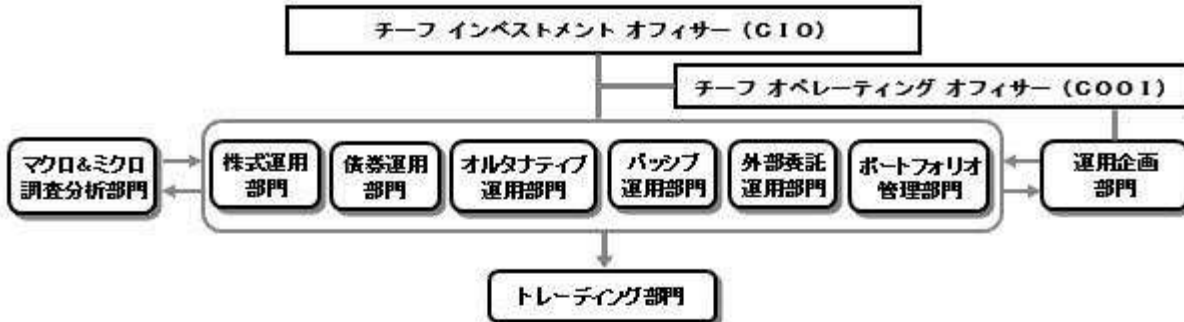 チーフ インベストメント オフィサー (CIO)
チーフ オペレーティング オフィサー (COOI)
マクロ&ミクロ
調査分析部門
株式運用
部門
債券運用
部門
オルタナティブ
運用部門
パッシブ
運用部門
外部委託
運用部門
ポートフォリオ
管理部門
運用企画
部門
トレーディング部門